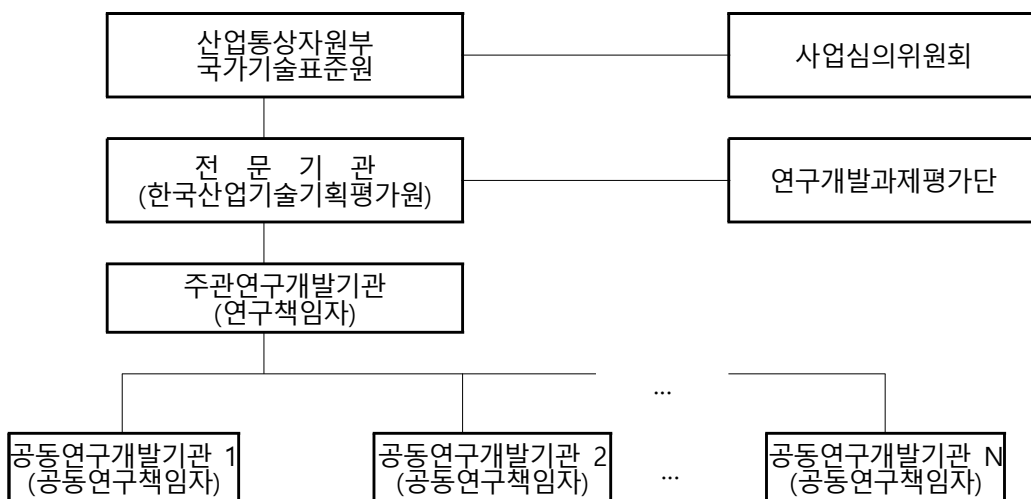 산업통상자원부
국가기술표준원
사업심의위원회
전 문 기 관
(한국산업기술기획평가원)
연구개발과제평가단
주관연구개발기관
(연구책임자)
...
공동연구개발기관 1
(공동연구책임자)
공동연구개발기관 2
(공동연구책임자)
...
공동연구개발기관 N
(공동연구책임자)